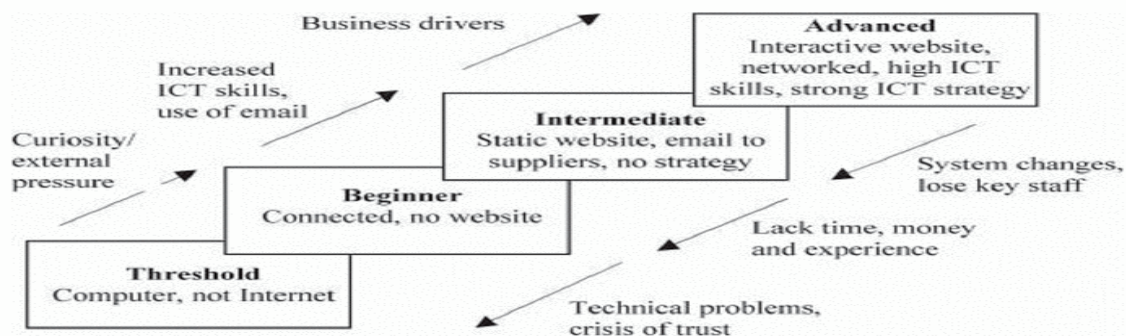 Business drivers
Advanced
Interactive website,
networked, high ICT
skills, strong ICT strategy
Increased
ICT skills,
use of email
Intermediate
Static website, email to
suppliers, no strategy
Curiosity/
external
pressure
System changes,
lose key staff
Beginner
Connected, no website
Lack time, money
and experience
Threshold
Computer, not Internet
Technical problems,
crisis of trust